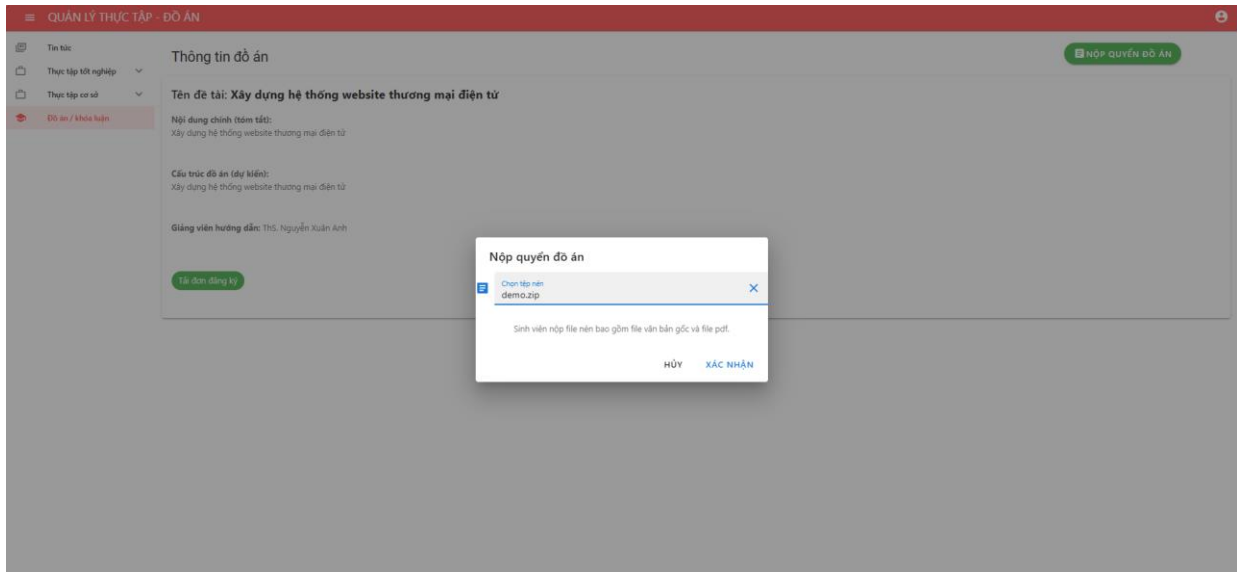 QUẢN LÝ THỰC TẬP - ĐỒ ÁN
Tin tức
Thực tập tốt nghiệp
Thực tập cơ sở
Đồ án / khóa luận
Thông tin đồ án
NỘP QUYỂN ĐỒ ÁN
Tên đề tài: Xây dựng hệ thống website thương mại điện tử
Nội dung chính (tóm tắt):
Xây dựng hệ thống website thương mại điện tử
Cấu trúc đồ án (dự kiến):
Xây dựng hệ thống website thương mại điện tử
Giảng viên hướng dẫn: ThS. Nguyễn Xuân Anh
Tải đơn đăng ký
Nộp quyển đồ án
Chọn tệp nén
demo.zip
Sinh viên nộp file nén bao gồm file văn bản gốc và file pdf.
HỦY XÁC NHẬN